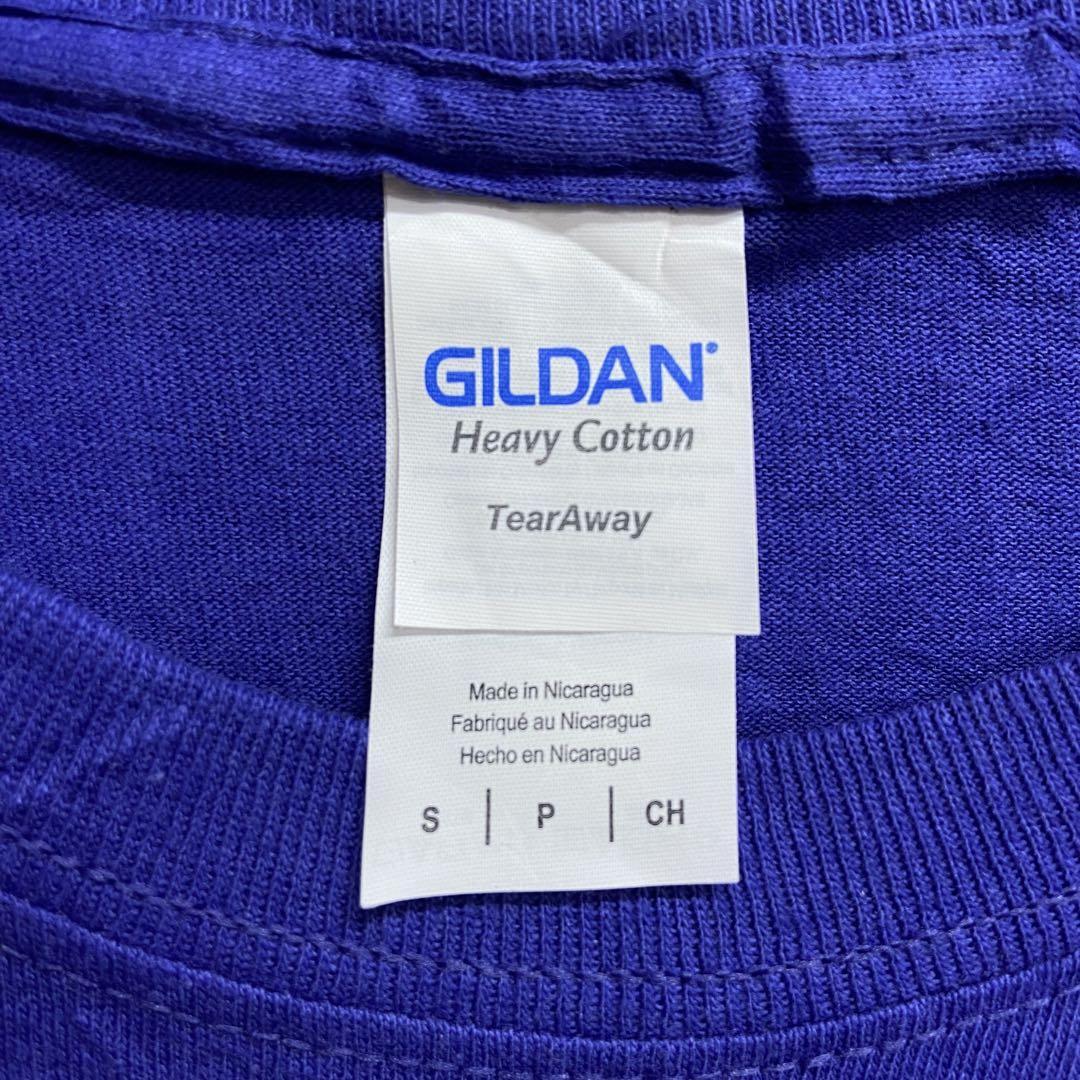 GILDAN®
Heavy Cotton
TearAway
Made in Nicaragua
Fabriqué au Nicaragua
Hecho en Nicaragua
S | P | CH